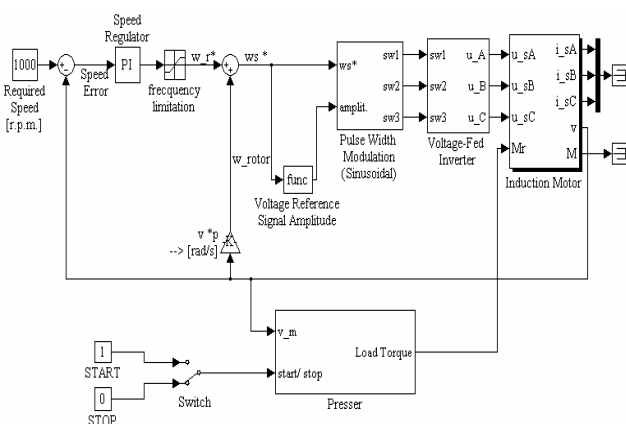 Speed
Regulator
1000
Required
Speed
[r.p.m.]
Speed
Error
PI
w_r*
frecquency
limitation
ws *
ws*
amplit.
sw1
sw2
sw3
Pulse Width
Modulation
(Sinusoidal)
sw1
sw2
sw3
u_A
u_B
u_C
Voltage-Fed
Inverter
u_sA
u_sB
u_sC
Mr
i_sA
i_sB
i_sC
v
M
Induction Motor
w_rotor
func
Voltage Reference
Signal Amplitude
v *p
--> [rad/s]
K
v_m
start/ stop
Load Torque
Presser
1
START
0
STOP
Switch